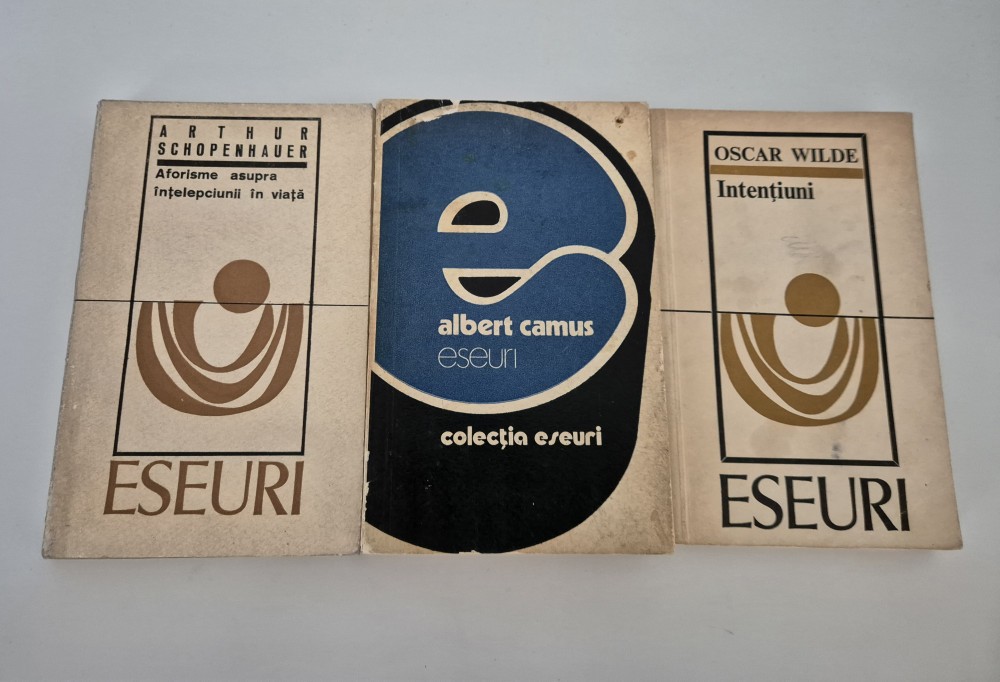 ARTHUR
SCHOPENHAUER
Aforisme asupra
înțelepciunii în viață
ESEURI
e
albert camus
eseuri
colecția eseuri
OSCAR WILDE
Intențiuni
ESEURI